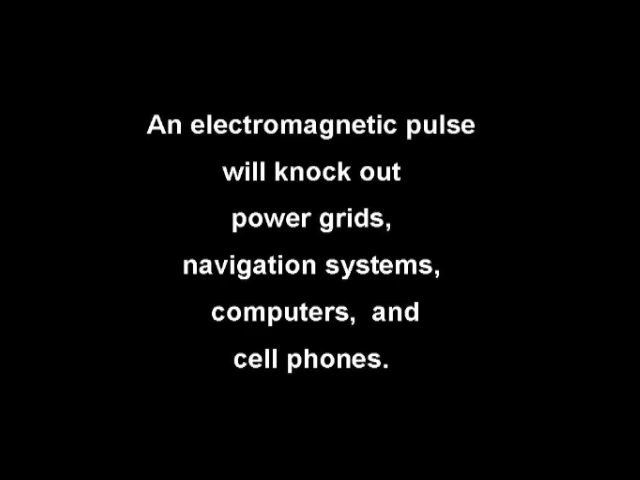 An electromagnetic pulse
will knock out
power grids,
navigation systems,
computers,  and
cell phones.